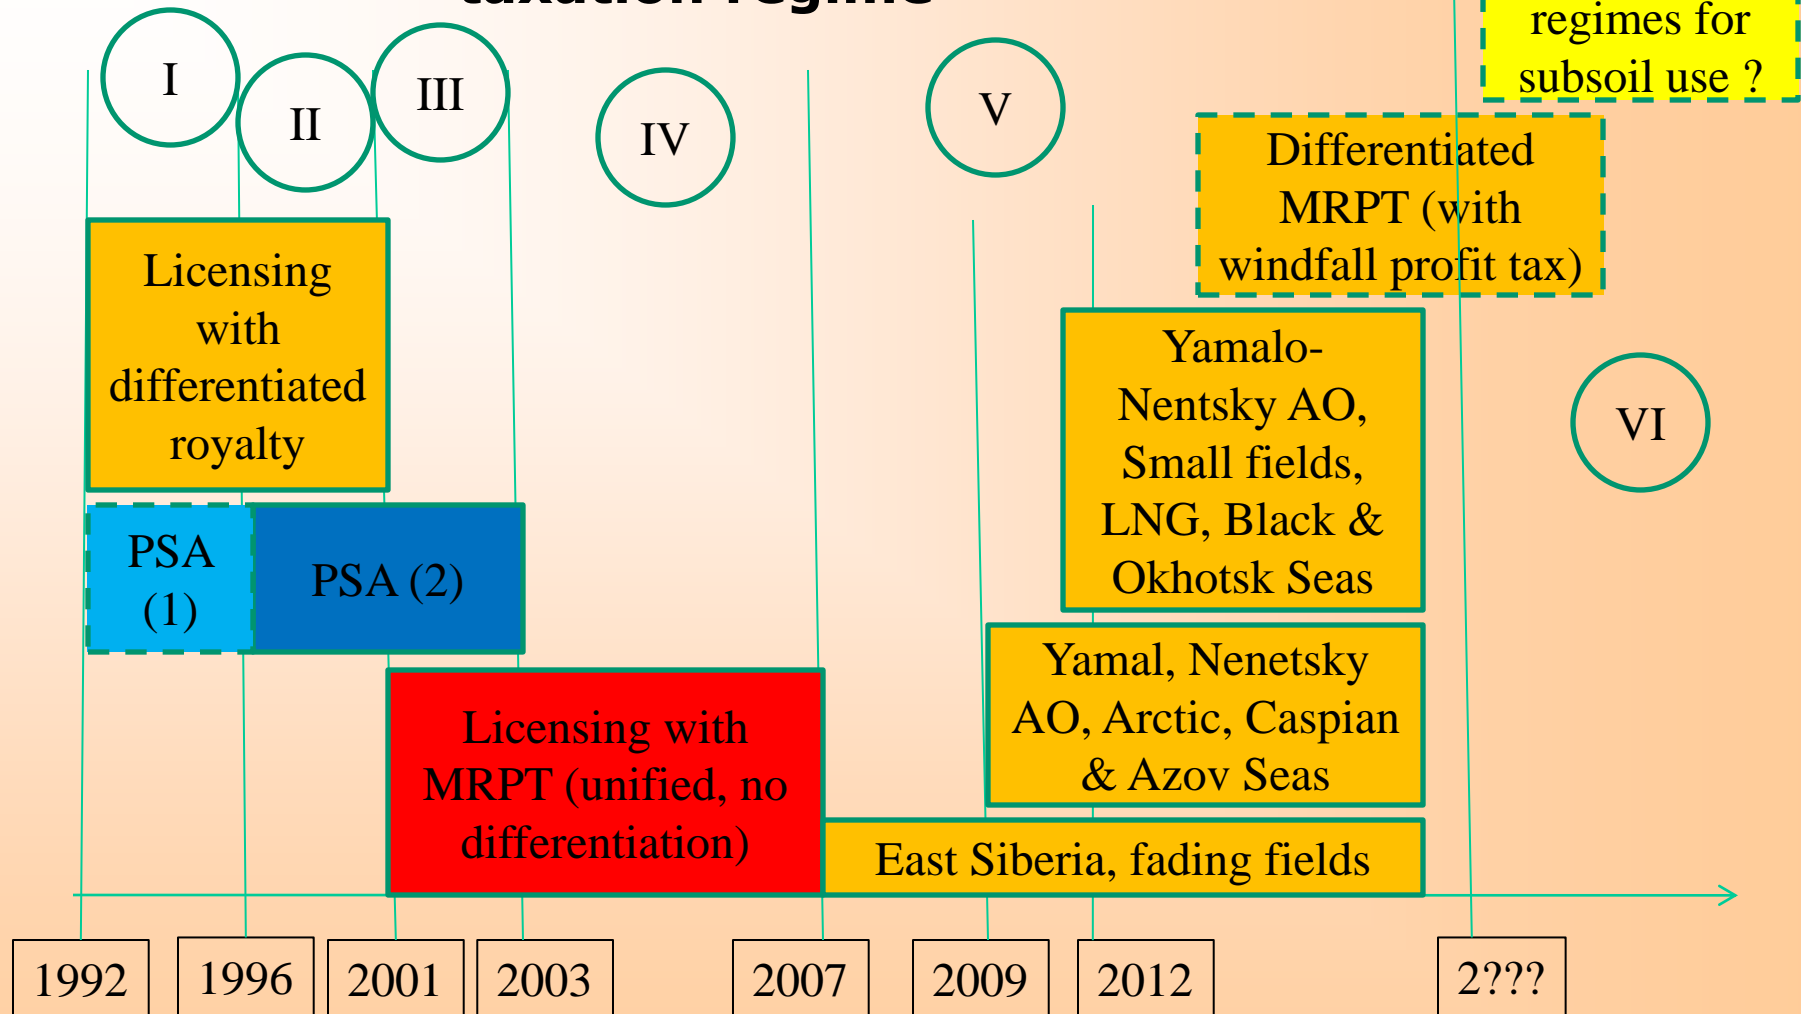 taxation regime
regimes for
subsoil use ?
I
II
III
IV
V
Differentiated
MRPT (with
windfall profit tax)
Licensing
with
differentiated
royalty
Yamalo-
Nentsky AO,
Small fields,
LNG, Black &
Okhotsk Seas
VI
PSA
(1)
PSA (2)
Yamal, Nenetsky
AO, Arctic, Caspian
& Azov Seas
Licensing with
MRPT (unified, no
differentiation)
East Siberia, fading fields
1992
1996
2001
2003
2007
2009
2012
2???